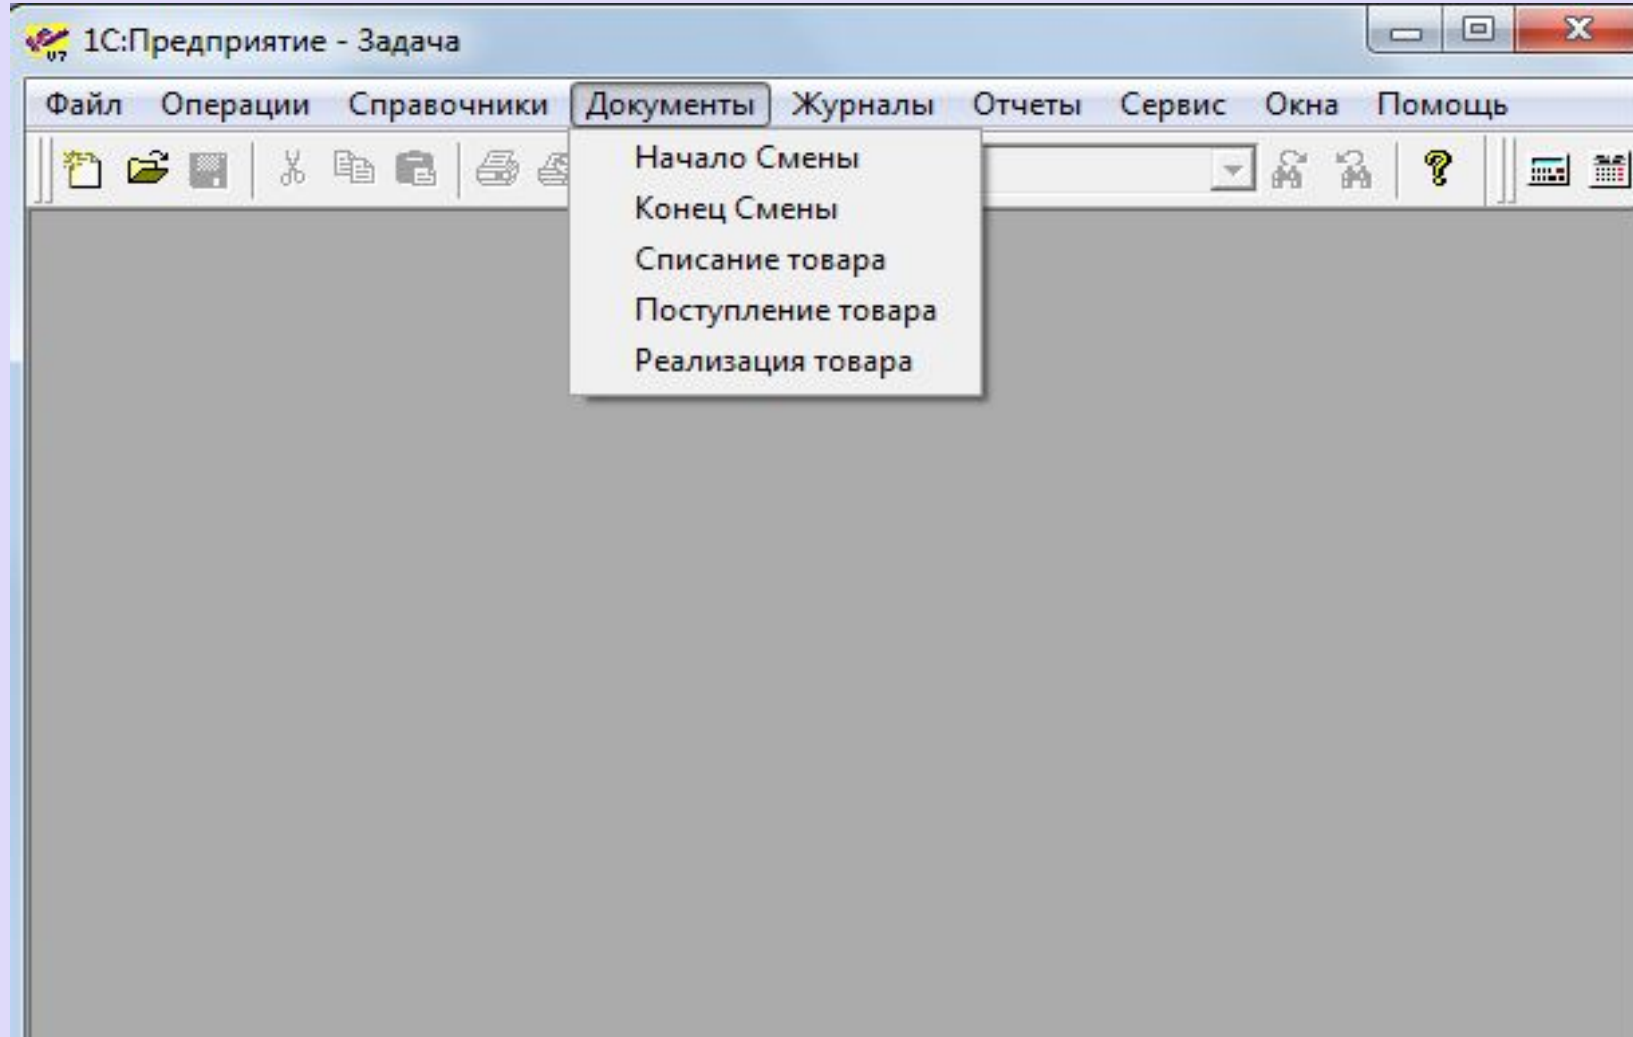 1С:Предприятие - Задача
Файл Операции Справочники Документы Журналы Отчеты Сервис Окна Помощь
Начало Смены
Конец Смены
Списание товара
Поступление товара
Реализация товара